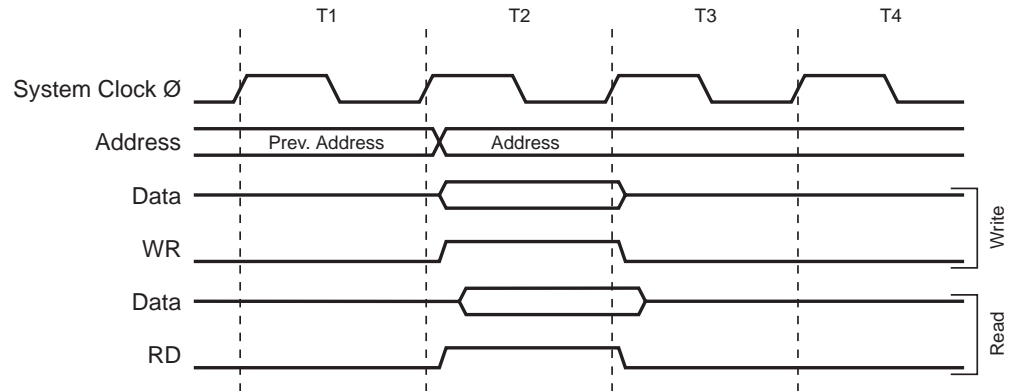 T1 T2 T3 T4
System Clock Ø
Address Prev. Address Address
Data
WR
Write
Data
RD
Read